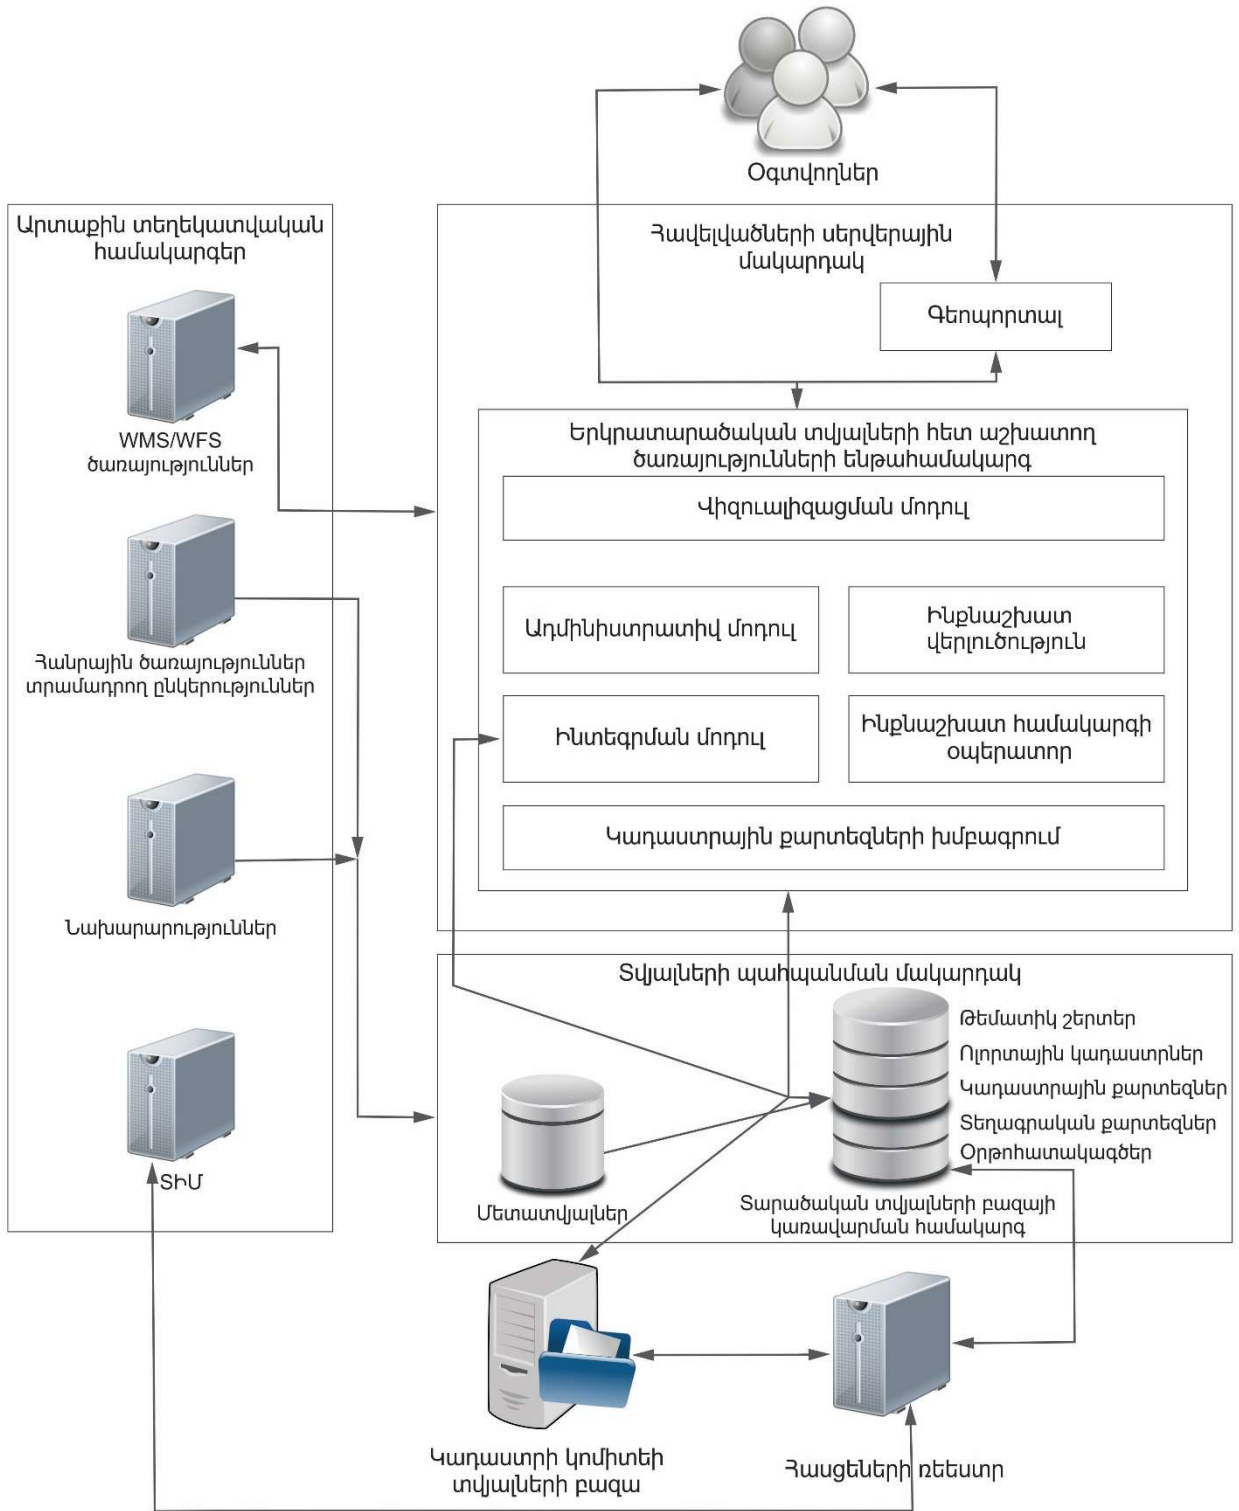 Օգտվողներ
Արտաքին տեղեկատվական
համակարգեր
WMS/WFS
ծառայություններ
Հանրային ծառայություններ
տրամադրող ընկերություններ
Նախարարություններ
ՏԻՄ
Հավելվածների սերվերային
մակարդակ
Գեոպորտալ
Երկրատարածական տվյալների հետ աշխատող
ծառայությունների ենթահամակարգ
Վիզուալիզացման մոդուլ
Ադմինիստրատիվ մոդուլ
Ինքնաշխատ
վերլուծություն
Ինտեգրման մոդուլ
Ինքնաշխատ համակարգի
օպերատոր
Կադաստրային քարտեզների խմբագրում
Տվյալների պահպանման մակարդակ
Թեմատիկ շերտեր
Ոլորտային կադաստրներ
Կադաստրային քարտեզներ
Տեղագրական քարտեզներ
Օրթոհատակագծեր
Մետատվյալներ
Տարածական տվյալների բազայի
կառավարման համակարգ
Կադաստրի կոմիտեի
տվյալների բազա
Հասցեների ռեեստր